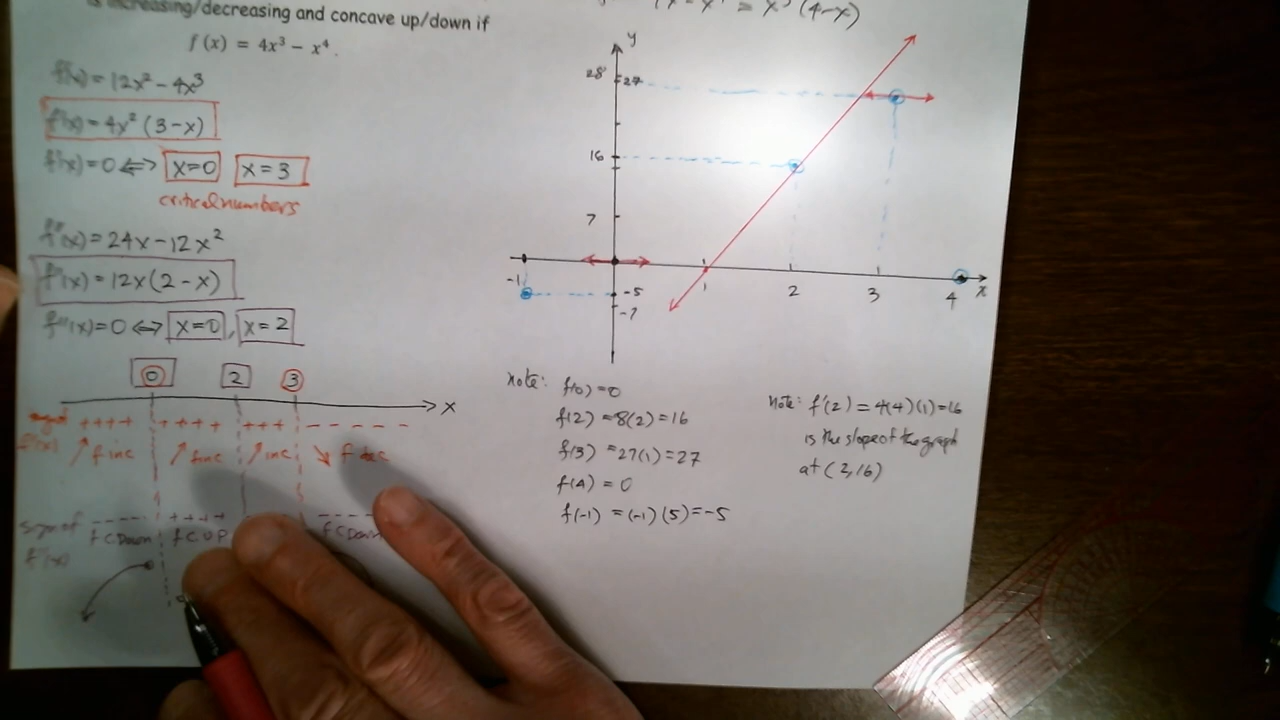 is increasing/decreasing and concave up/down if
f(x) = 4x³ − x⁴.
f'(x) = 12x² − 4x³
f'(x) = 4x² (3−x)
f'(x)=0 ⟺ x=0 x=3
critical numbers
f''(x) = 24x − 12x²
f''(x) = 12x(2−x)
f''(x)=0 ⟺ x=0, x=2
0 2 3
x
sign of ++++ ++++ +++ − − − − −
f'(x) ↗ f inc ↗ f inc ↗ inc ↘ f dec
sign of − − − − ++++ − − −
f''(x) f C Down f C UP f C Down
= x³ (4−x)
y
28
27
16
7
-1 1 2 3 4 x
-5
-7
Note: f(0) = 0
f(2) = 8(2) = 16
f(3) = 27(1) = 27
f(4) = 0
f(-1) = (-1)(5) = -5
Note: f'(2) = 4(4)(1) = 16
is the slope of the graph
at (2,16)